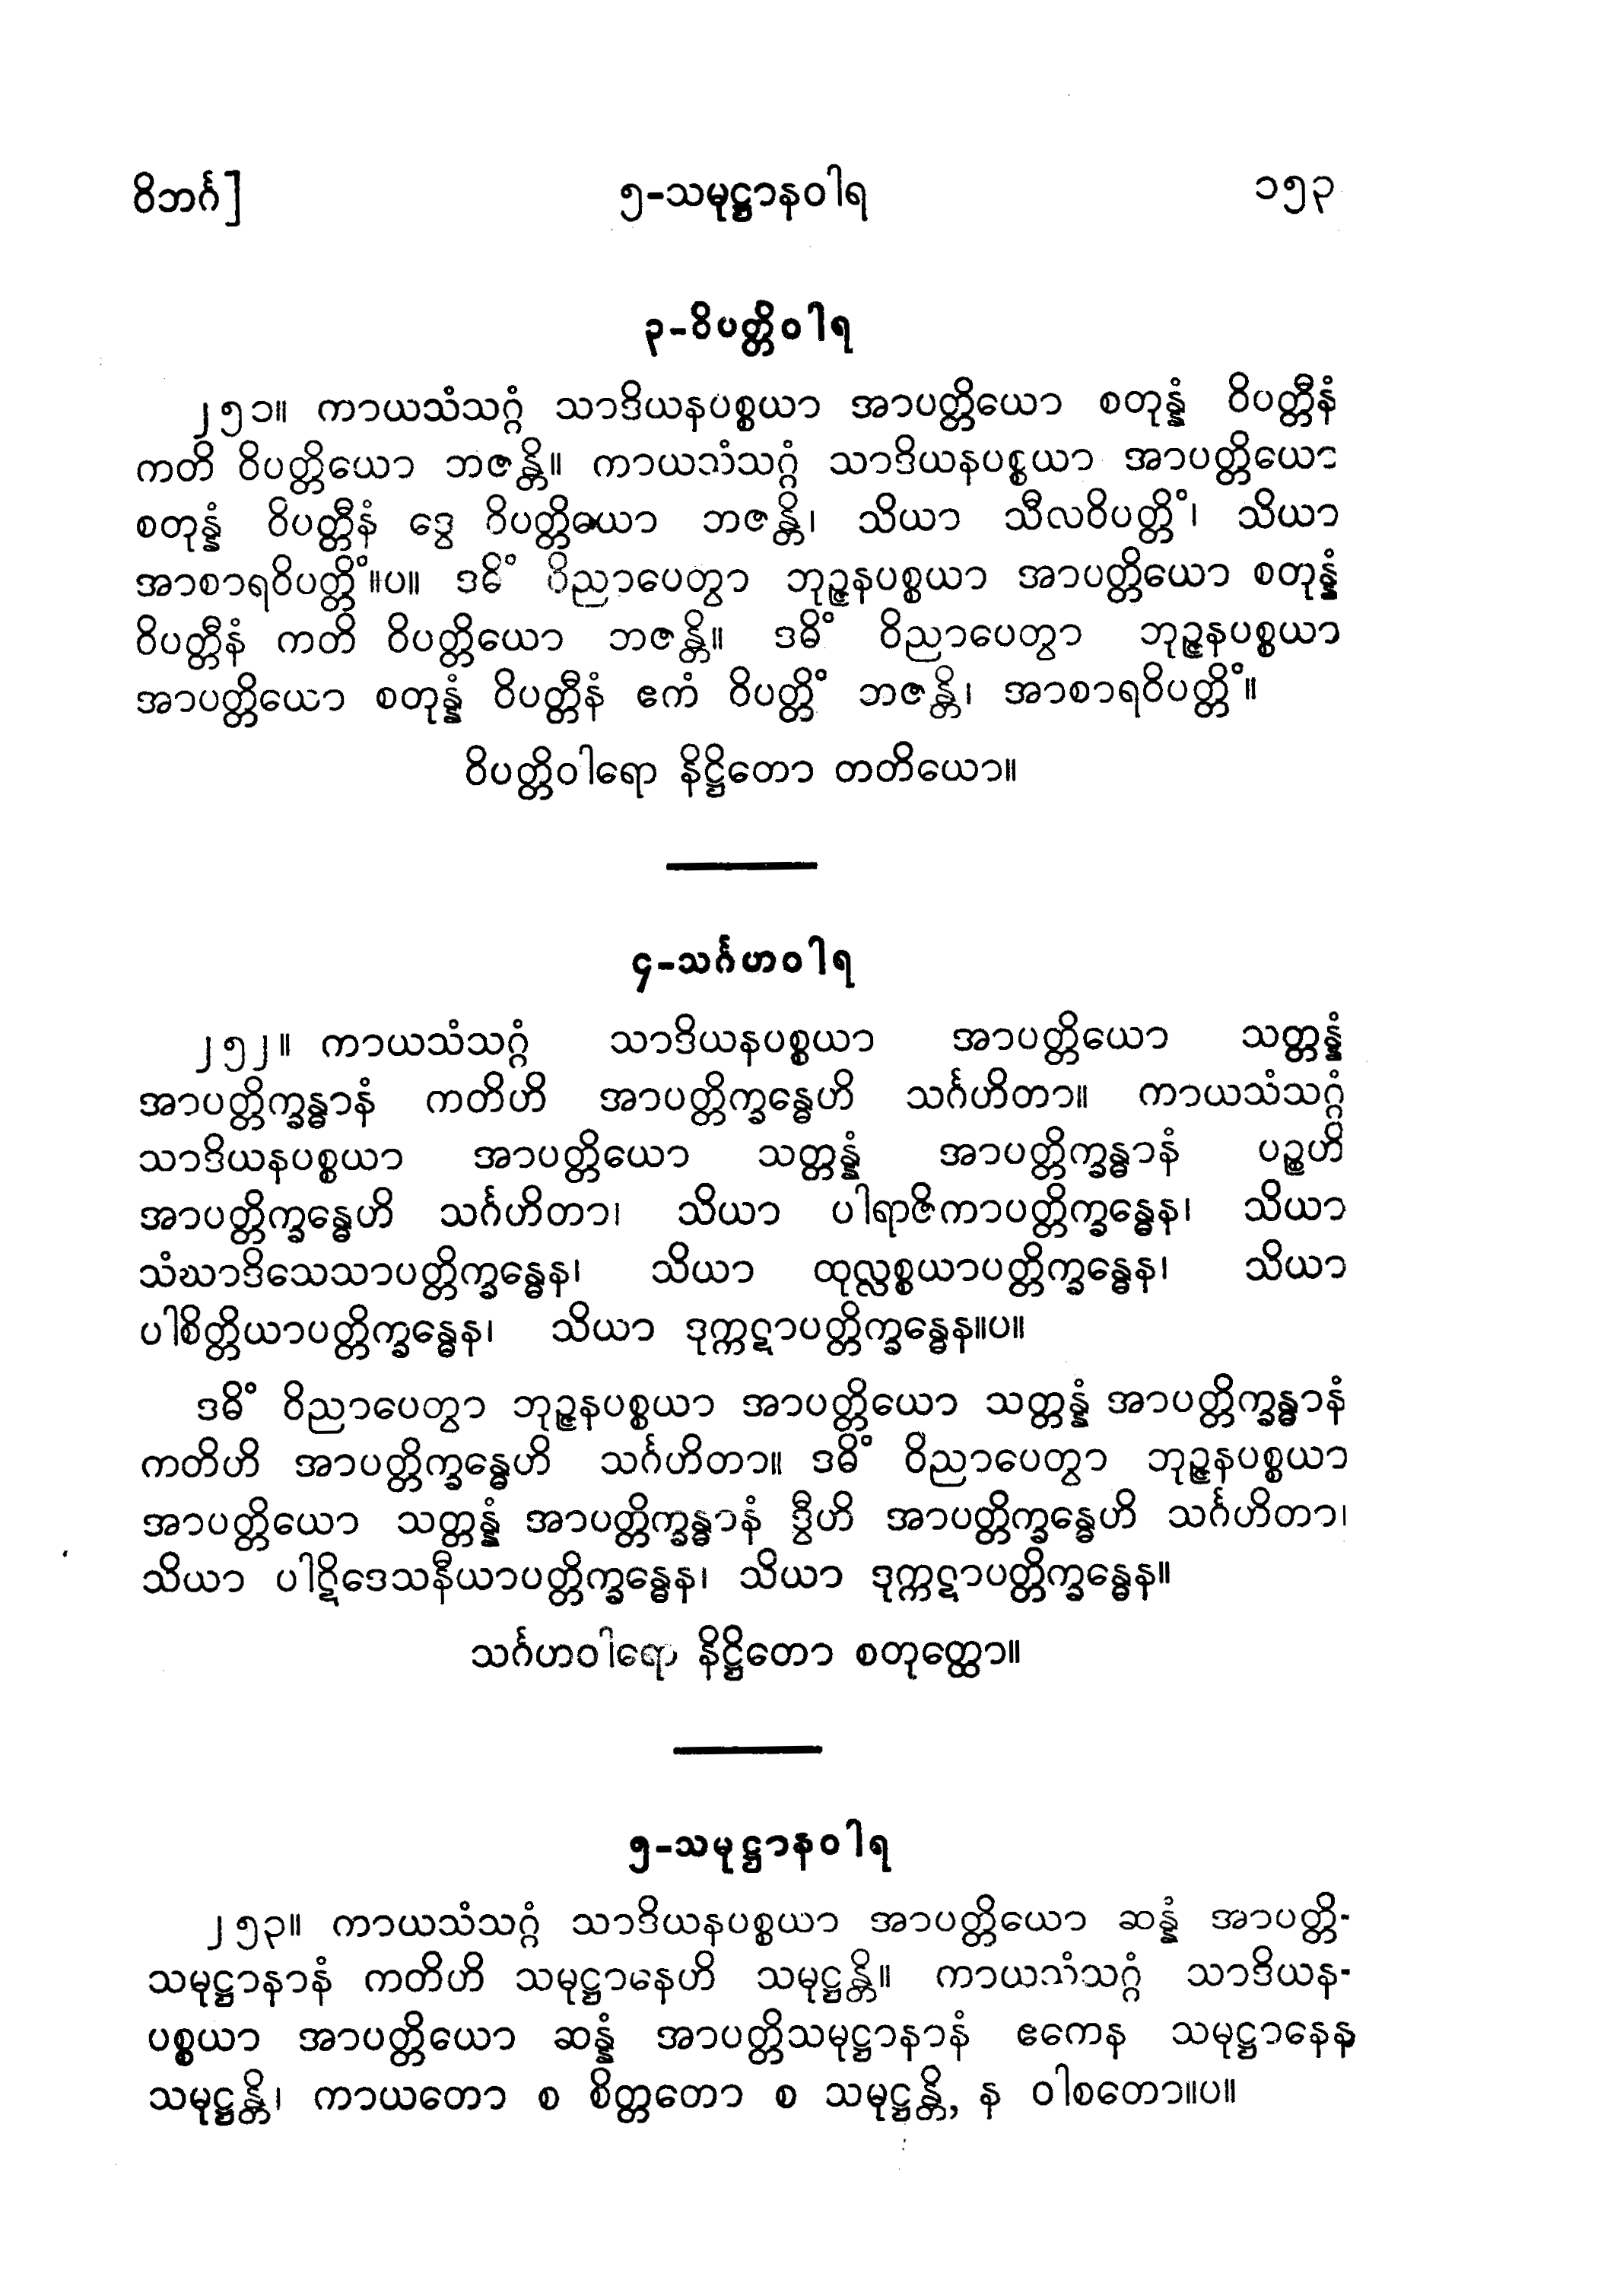 ဝိဘင်္ဂ]
၅-သမုဋ္ဌာနဝါရ
၁၅၃
၃-ဝိပတ္တိဝါရ
၂၅၁။ ကာယသံသဂ္ဂံ သာဒိယနပစ္စယာ အာပတ္တိယော စတုန္နံ ဝိပတ္တီနံ
ကတိ ဝိပတ္တိယော ဘဇန္တိ။ ကာယသံသဂ္ဂံ သာဒိယနပစ္စယာ အာပတ္တိယော
စတုန္နံ ဝိပတ္တီနံ ဒွေ ဝိပတ္တိယော ဘဇန္တိ၊ သိယာ သီလဝိပတ္တိံ၊ သိယာ
အာစာရဝိပတ္တိံ။ပ။ ဒဓိံ ဝိညာပေတွာ ဘုဉ္ဇနပစ္စယာ အာပတ္တိယော စတုန္နံ
ဝိပတ္တီနံ ကတိ ဝိပတ္တိယော ဘဇန္တိ။ ဒဓိံ ဝိညာပေတွာ ဘုဉ္ဇနပစ္စယာ
အာပတ္တိယော စတုန္နံ ဝိပတ္တီနံ ဧကံ ဝိပတ္တိံ ဘဇန္တိ၊ အာစာရဝိပတ္တိံ။
ဝိပတ္တိဝါရော နိဋ္ဌိတော တတိယော။
၄-သင်္ဂဟဝါရ
၂၅၂။ ကာယသံသဂ္ဂံ သာဒိယနပစ္စယာ အာပတ္တိယော သတ္တန္နံ
အာပတ္တိက္ခန္ဓာနံ ကတိဟိ အာပတ္တိက္ခန္ဓေဟိ သင်္ဂဟိတာ။ ကာယသံသဂ္ဂံ
သာဒိယနပစ္စယာ အာပတ္တိယော သတ္တန္နံ အာပတ္တိက္ခန္ဓာနံ ပဉ္စဟိ
အာပတ္တိက္ခန္ဓေဟိ သင်္ဂဟိတာ၊ သိယာ ပါရာဇိကာပတ္တိက္ခန္ဓေန၊ သိယာ
သံဃာဒိသေသာပတ္တိက္ခန္ဓေန၊ သိယာ ထုလ္လစ္စယာပတ္တိက္ခန္ဓေန၊ သိယာ
ပါစိတ္တိယာပတ္တိက္ခန္ဓေန၊ သိယာ ဒုက္ကဋာပတ္တိက္ခန္ဓေန။ပ။
ဒဓိံ ဝိညာပေတွာ ဘုဉ္ဇနပစ္စယာ အာပတ္တိယော သတ္တန္နံ အာပတ္တိက္ခန္ဓာနံ
ကတိဟိ အာပတ္တိက္ခန္ဓေဟိ သင်္ဂဟိတာ။ ဒဓိံ ဝိညာပေတွာ ဘုဉ္ဇနပစ္စယာ
အာပတ္တိယော သတ္တန္နံ အာပတ္တိက္ခန္ဓာနံ ဒွီဟိ အာပတ္တိက္ခန္ဓေဟိ သင်္ဂဟိတာ၊
သိယာ ပါဋိဒေသနီယာပတ္တိက္ခန္ဓေန၊ သိယာ ဒုက္ကဋာပတ္တိက္ခန္ဓေန။
သင်္ဂဟဝါရော နိဋ္ဌိတော စတုတ္ထော။
၅-သမုဋ္ဌာနဝါရ
၂၅၃။ ကာယသံသဂ္ဂံ သာဒိယနပစ္စယာ အာပတ္တိယော ဆန္နံ အာပတ္တိ-
သမုဋ္ဌာနာနံ ကတိဟိ သမုဋ္ဌာနေဟိ သမုဋ္ဌန္တိ။ ကာယသံသဂ္ဂံ သာဒိယန-
ပစ္စယာ အာပတ္တိယော ဆန္နံ အာပတ္တိသမုဋ္ဌာနာနံ ဧကေန သမုဋ္ဌာနေန
သမုဋ္ဌန္တိ၊ ကာယတော စ စိတ္တတော စ သမုဋ္ဌန္တိ, န ဝါစတော။ပ။